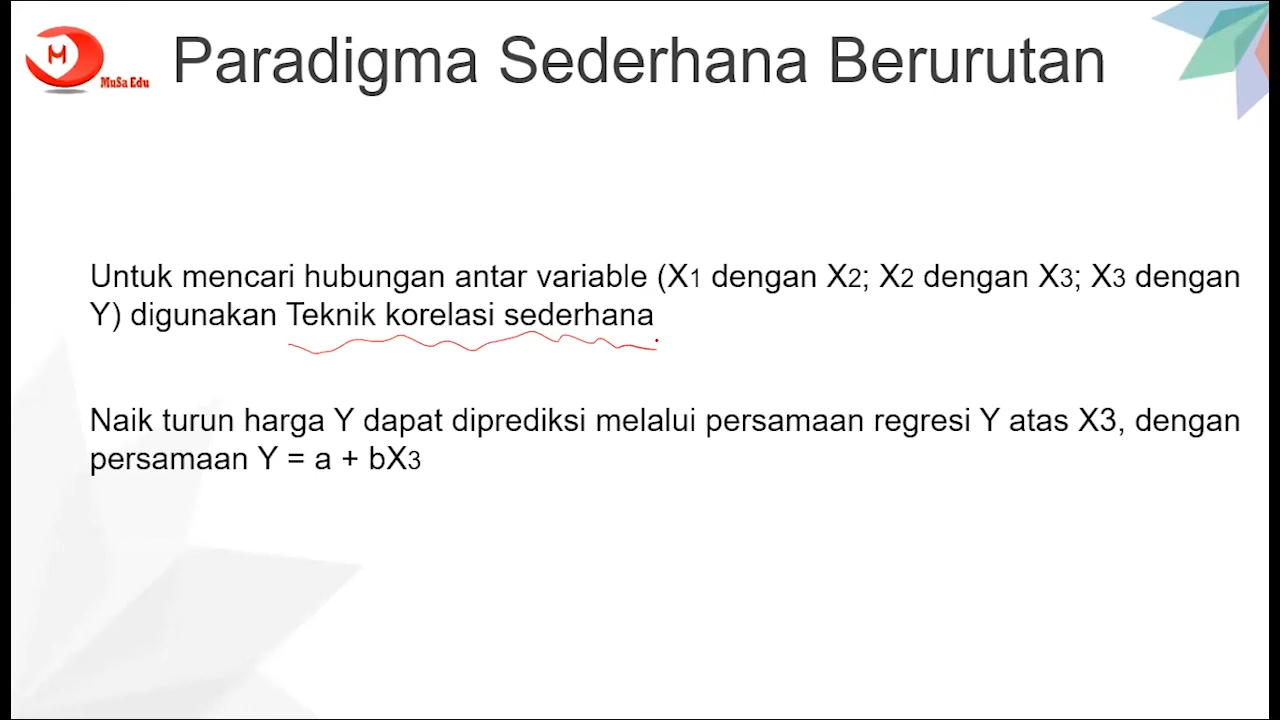 Paradigma Sederhana Berurutan
M
MuSa Edu
Untuk mencari hubungan antar variable (X1 dengan X2; X2 dengan X3; X3 dengan
Y) digunakan Teknik korelasi sederhana
Naik turun harga Y dapat diprediksi melalui persamaan regresi Y atas X3, dengan
persamaan Y = a + bX3